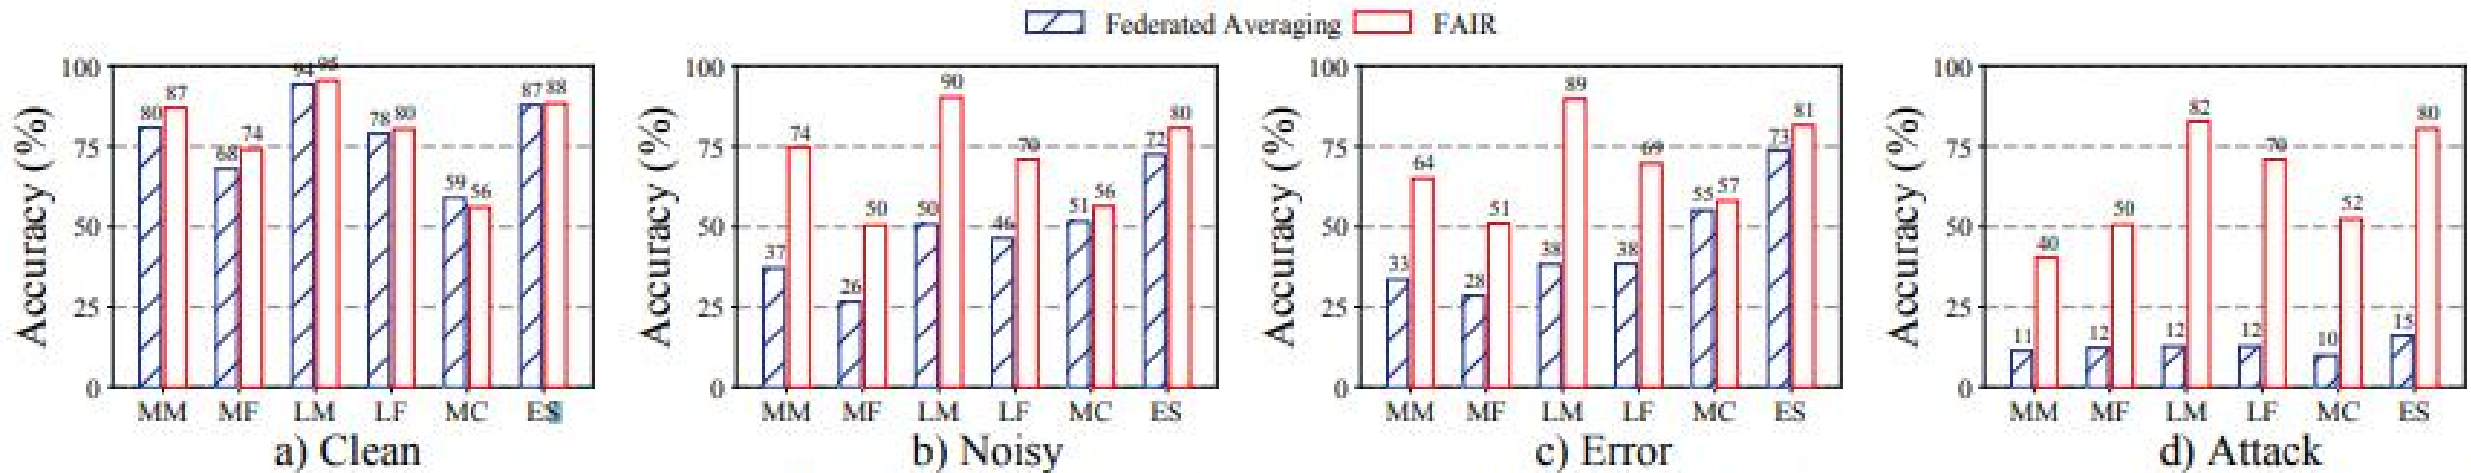 Federated Averaging FAIR
Accuracy (%)
100
75
50
25
0
80 87 68 74 94 95 78 80 59 56 87 88
MM MF LM LF MC ES
a) Clean
Accuracy (%)
100
75
50
25
0
37 74 26 50 50 90 46 70 51 56 72 80
MM MF LM LF MC ES
b) Noisy
Accuracy (%)
100
75
50
25
0
33 64 28 51 38 89 38 69 55 57 73 81
MM MF LM LF MC ES
c) Error
Accuracy (%)
100
75
50
25
0
11 40 12 50 12 82 12 70 10 52 15 80
MM MF LM LF MC ES
d) Attack